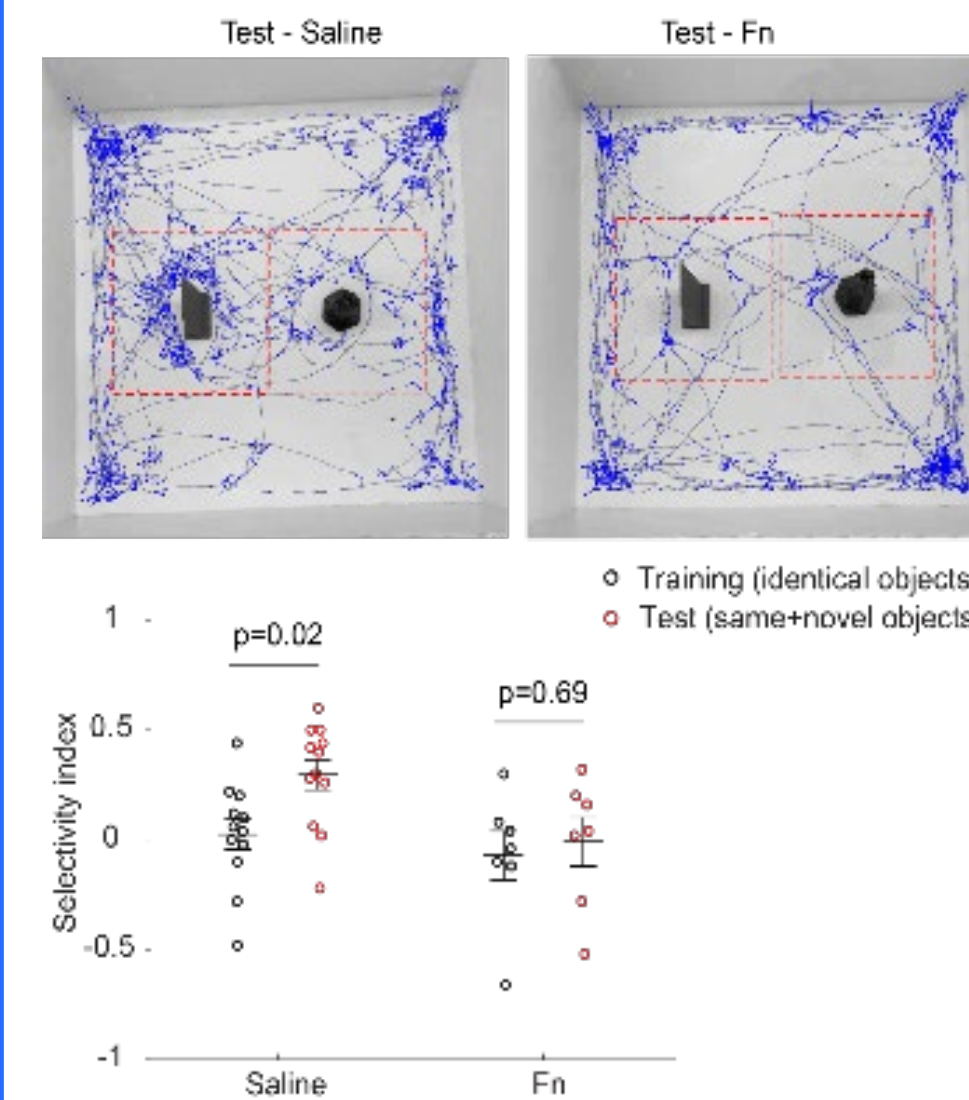 Test - Saline
Test - Fn
Training (identical objects
Test (same+novel objects
1
p=0.02
p=0.69
0.5
Selectivity index
0
-0.5
-1
Saline
Fn